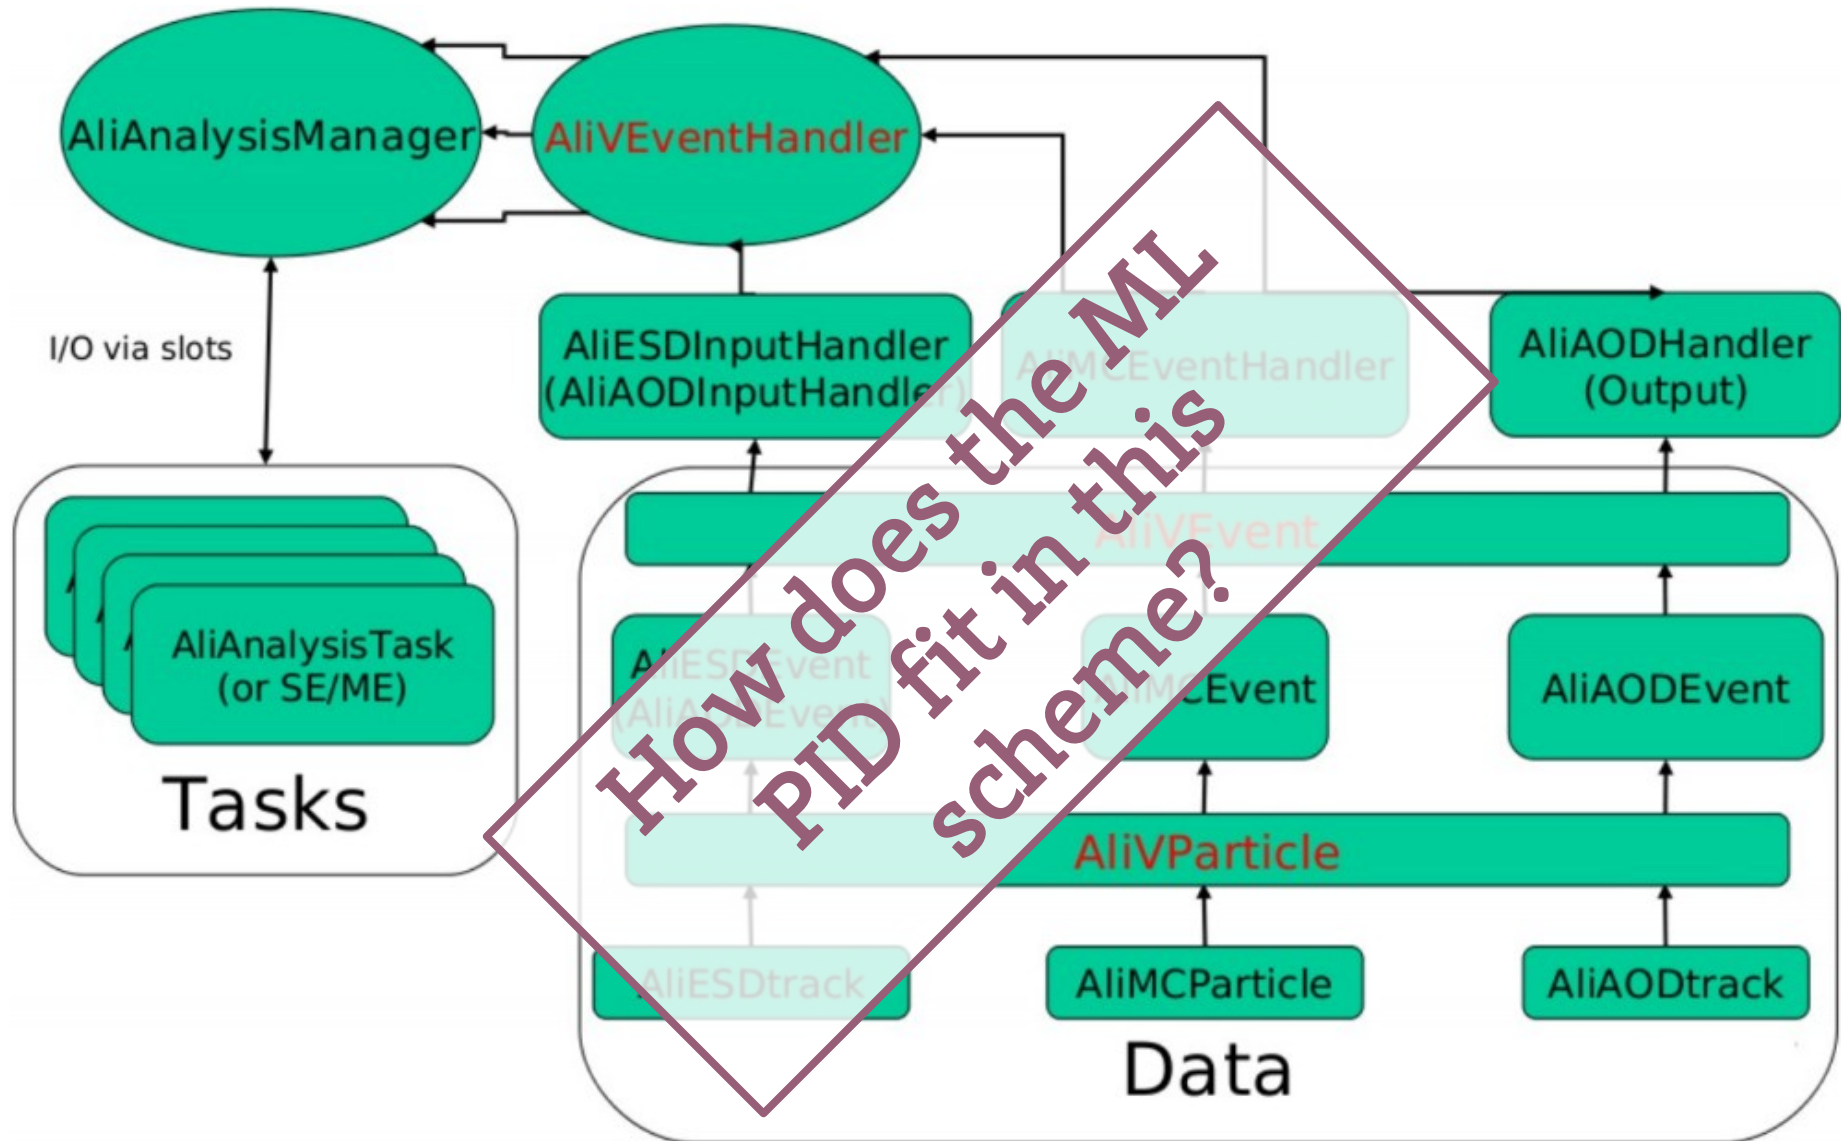 AliAnalysisManager
AliVEventHandler
I/O via slots
AliESDInputHandler
(AliAODInputHandler)
AliMCEventHandler
AliAODHandler
(Output)
How does the ML
PID fit in this
scheme?
AliVEvent
AliAnalysisTask
(or SE/ME)
Tasks
AliESDEvent
(AliAODEvent)
AliMCEvent
AliAODEvent
AliVParticle
AliESDtrack
AliMCParticle
AliAODtrack
Data